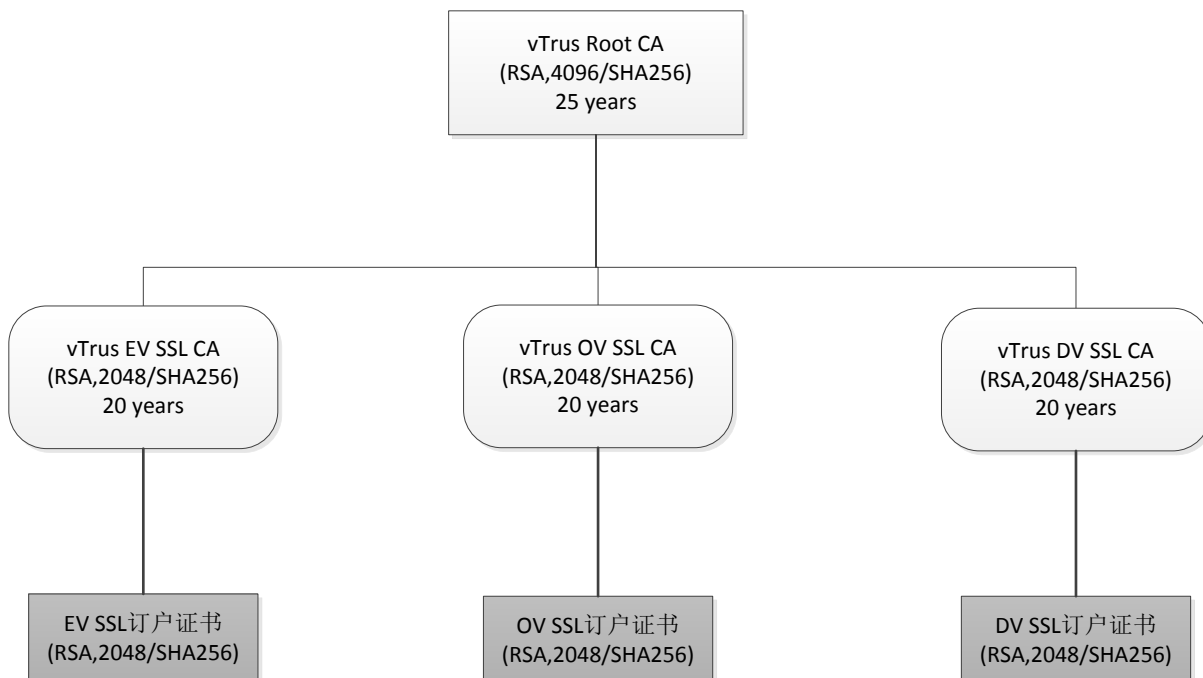 vTrus Root CA
(RSA,4096/SHA256)
25 years
vTrus EV SSL CA
(RSA,2048/SHA256)
20 years
vTrus OV SSL CA
(RSA,2048/SHA256)
20 years
vTrus DV SSL CA
(RSA,2048/SHA256)
20 years
EV SSL订户证书
(RSA,2048/SHA256)
OV SSL订户证书
(RSA,2048/SHA256)
DV SSL订户证书
(RSA,2048/SHA256)